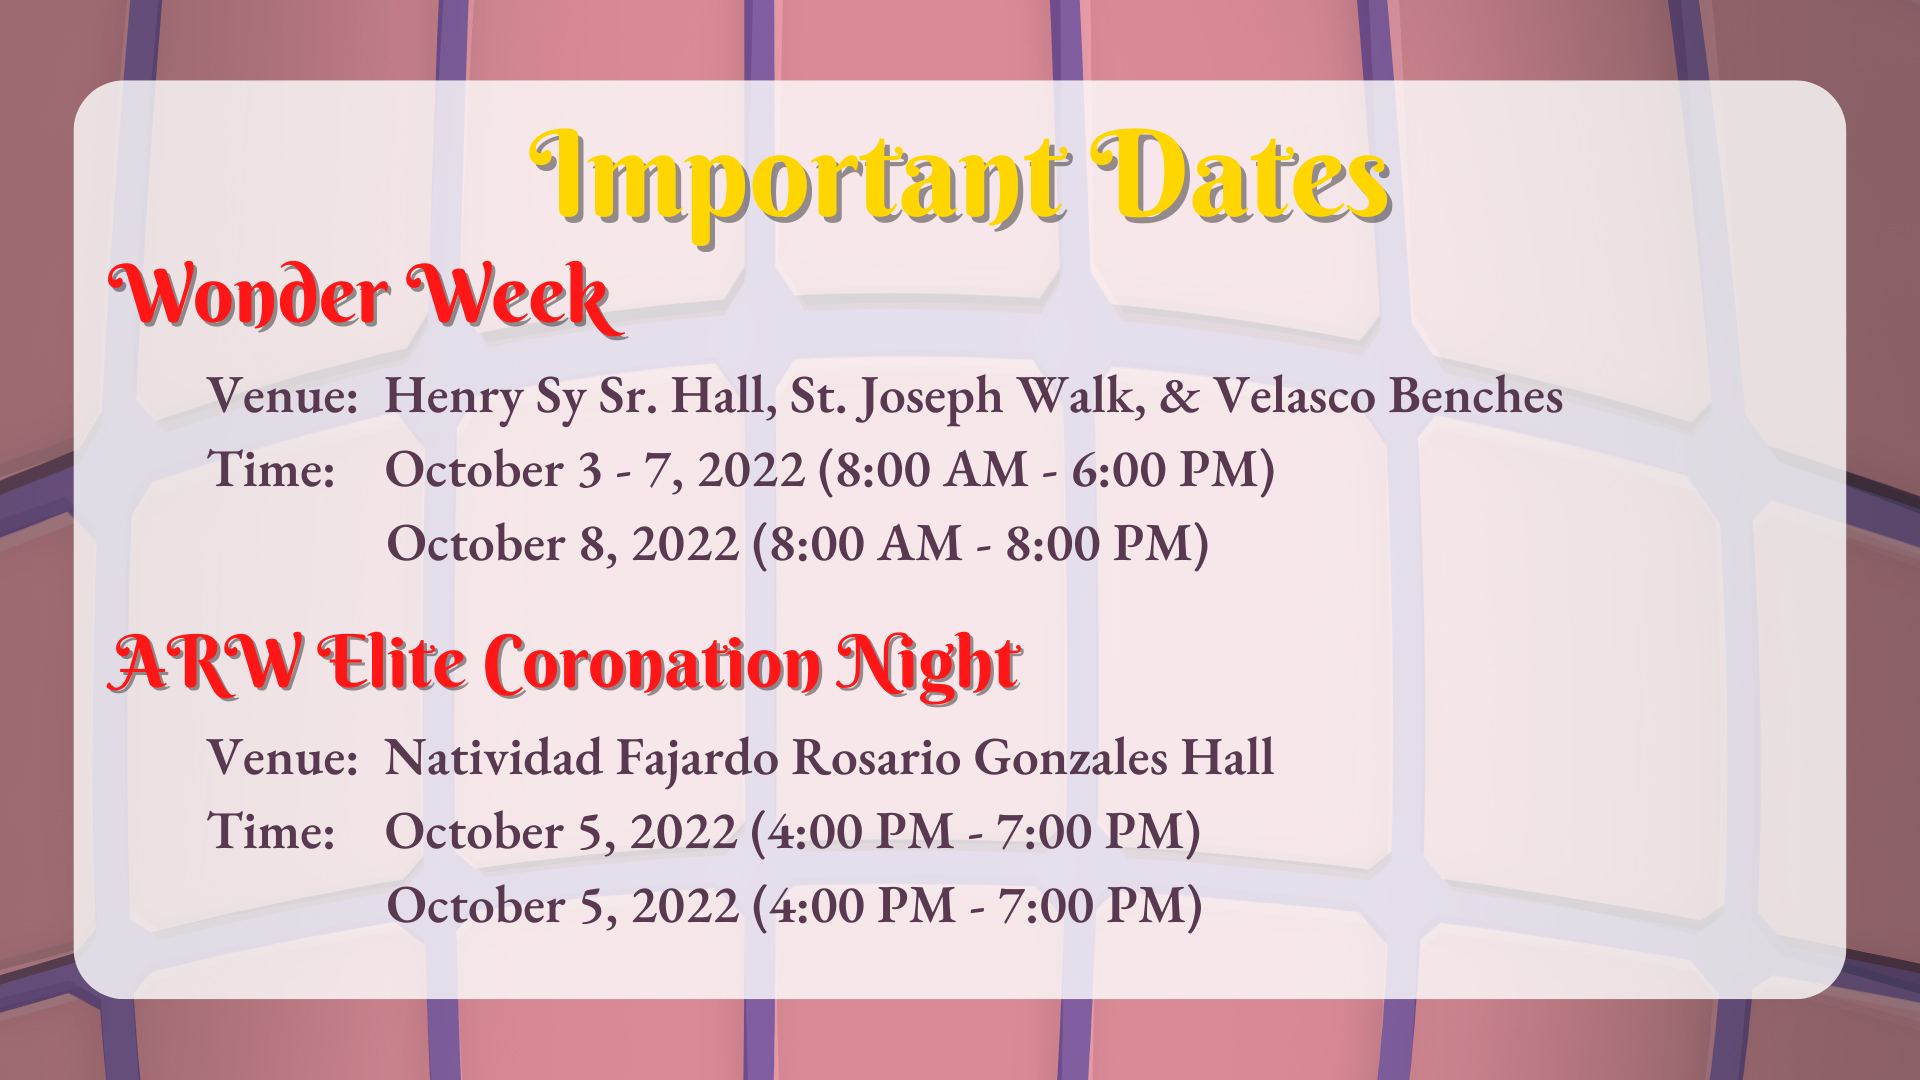 Important Dates
Wonder Week
Venue: Henry Sy Sr. Hall, St. Joseph Walk, & Velasco Benches
Time: October 3 - 7, 2022 (8:00 AM - 6:00 PM)
October 8, 2022 (8:00 AM - 8:00 PM)
ARW Elite Coronation Night
Venue: Natividad Fajardo Rosario Gonzales Hall
Time: October 5, 2022 (4:00 PM - 7:00 PM)
October 5, 2022 (4:00 PM - 7:00 PM)